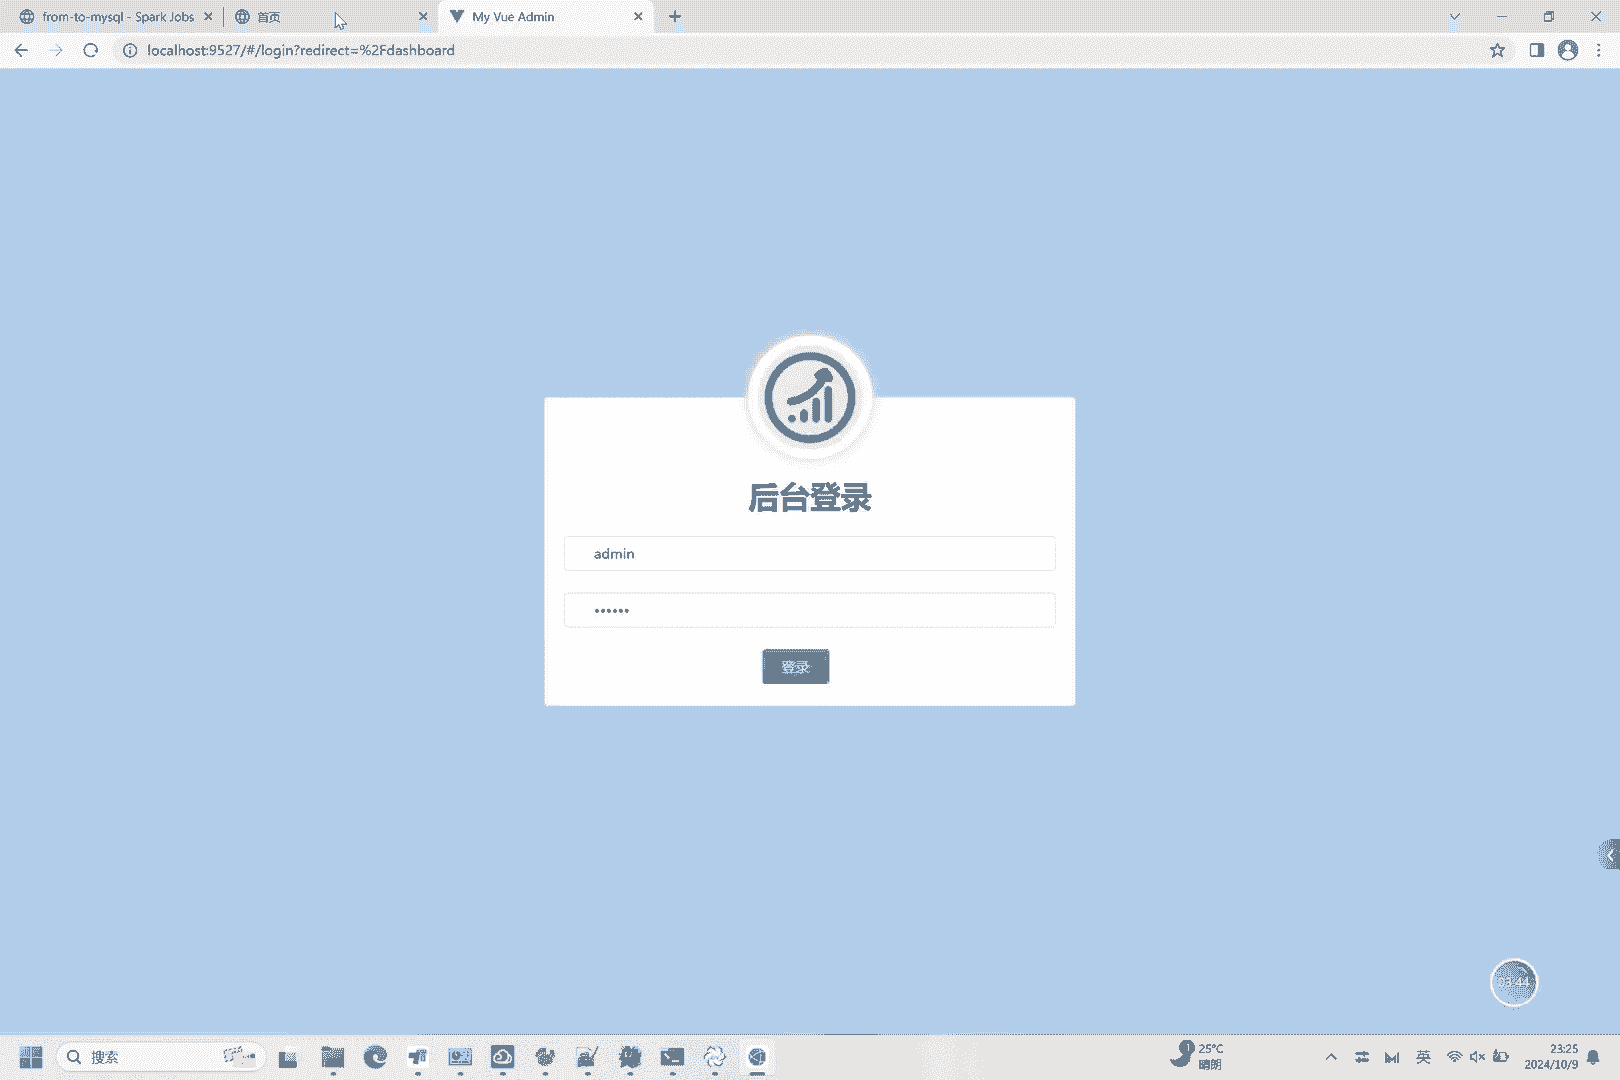 from-to-mysql - Spark Jobs
首页
My Vue Admin
localhost:9527/#/login?redirect=%2Fdashboard
后台登录
admin
••••••
登录
03:44
搜索
1
25°C
晴朗
英
23:25
2024/10/9